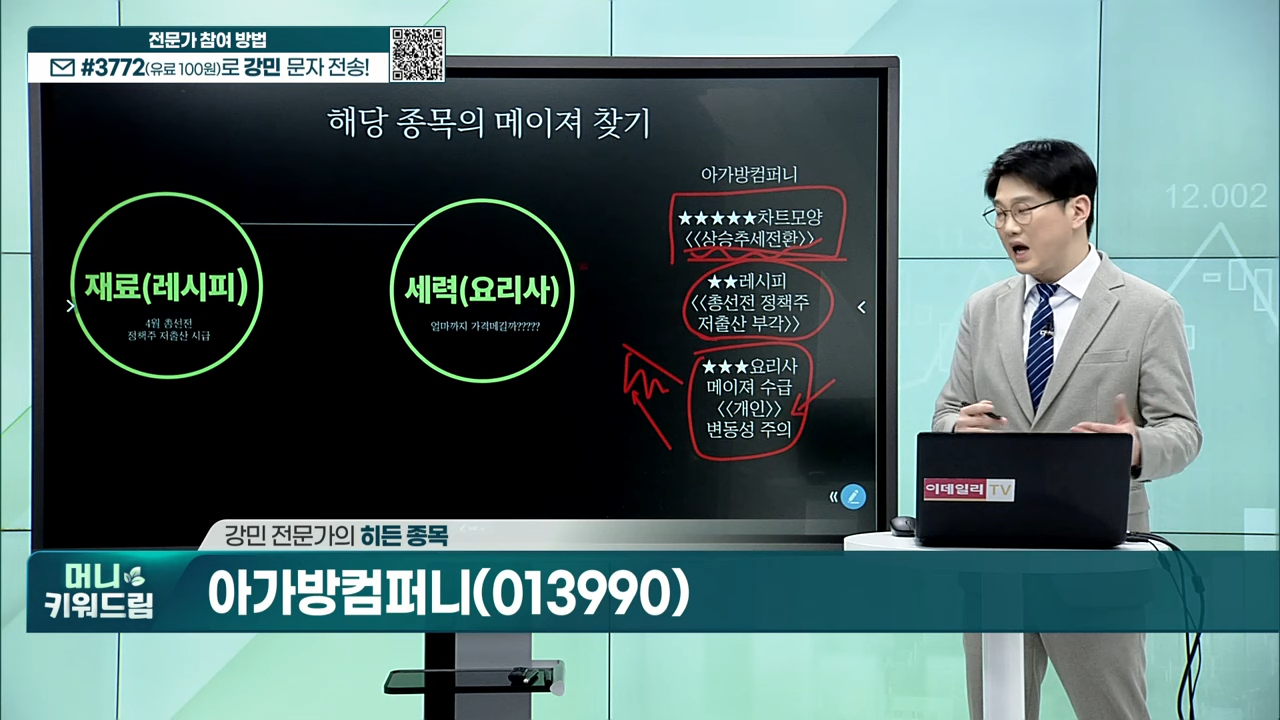 전문가 참여 방법
#3772(유료 100원)로 강민 문자 전송!
해당 종목의 메이져 찾기
재료(레시피)
4월 총선전
정책주 저출산 시급
세력(요리사)
얼마까지 가격메길까?????
아가방컴퍼니
★★★★★차트모양
<<상승추세전환>>
★★레시피
<<총선전 정책주
저출산 부각>>
★★★요리사
메이져 수급
<<개인>>
변동성 주의
12.002
이데일리TV
강민 전문가의 히든 종목
머니
키워드림
아가방컴퍼니(013990)